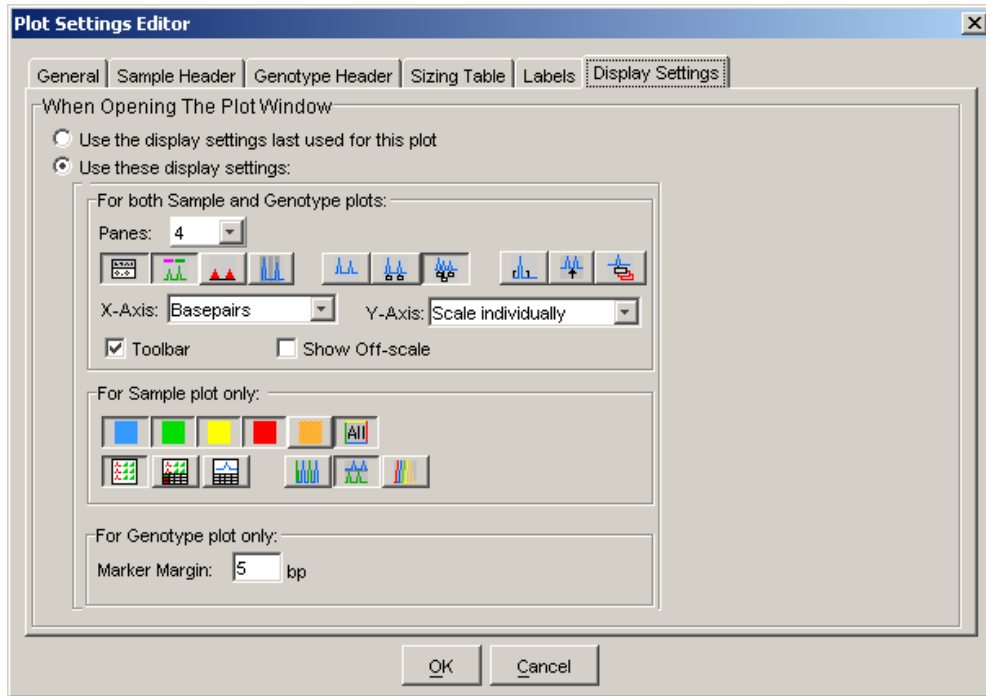 Plot Settings Editor
General Sample Header Genotype Header Sizing Table Labels Display Settings
When Opening The Plot Window
Use the display settings last used for this plot
Use these display settings:
For both Sample and Genotype plots:
Panes: 4
X-Axis: Basepairs Y-Axis: Scale individually
Toolbar Show Off-scale
For Sample plot only:
All
For Genotype plot only:
Marker Margin: 5 bp
OK Cancel